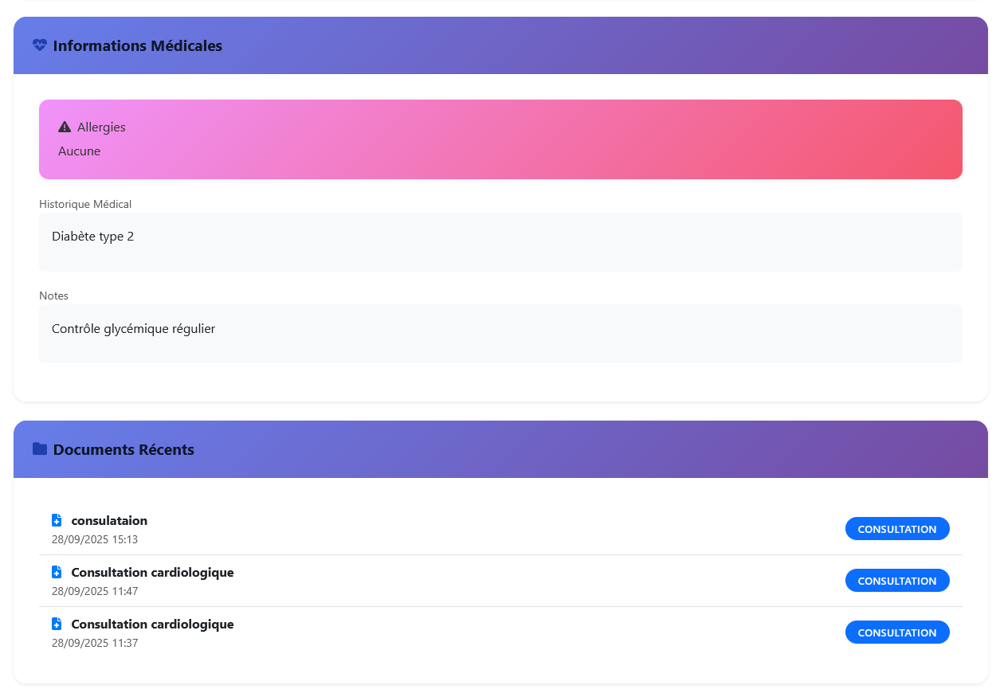 Informations Médicales
Allergies
Aucune
Historique Médical
Diabète type 2
Notes
Contrôle glycémique régulier
Documents Récents
consulataion
28/09/2025 15:13
CONSULTATION
Consultation cardiologique
28/09/2025 11:47
CONSULTATION
Consultation cardiologique
28/09/2025 11:37
CONSULTATION